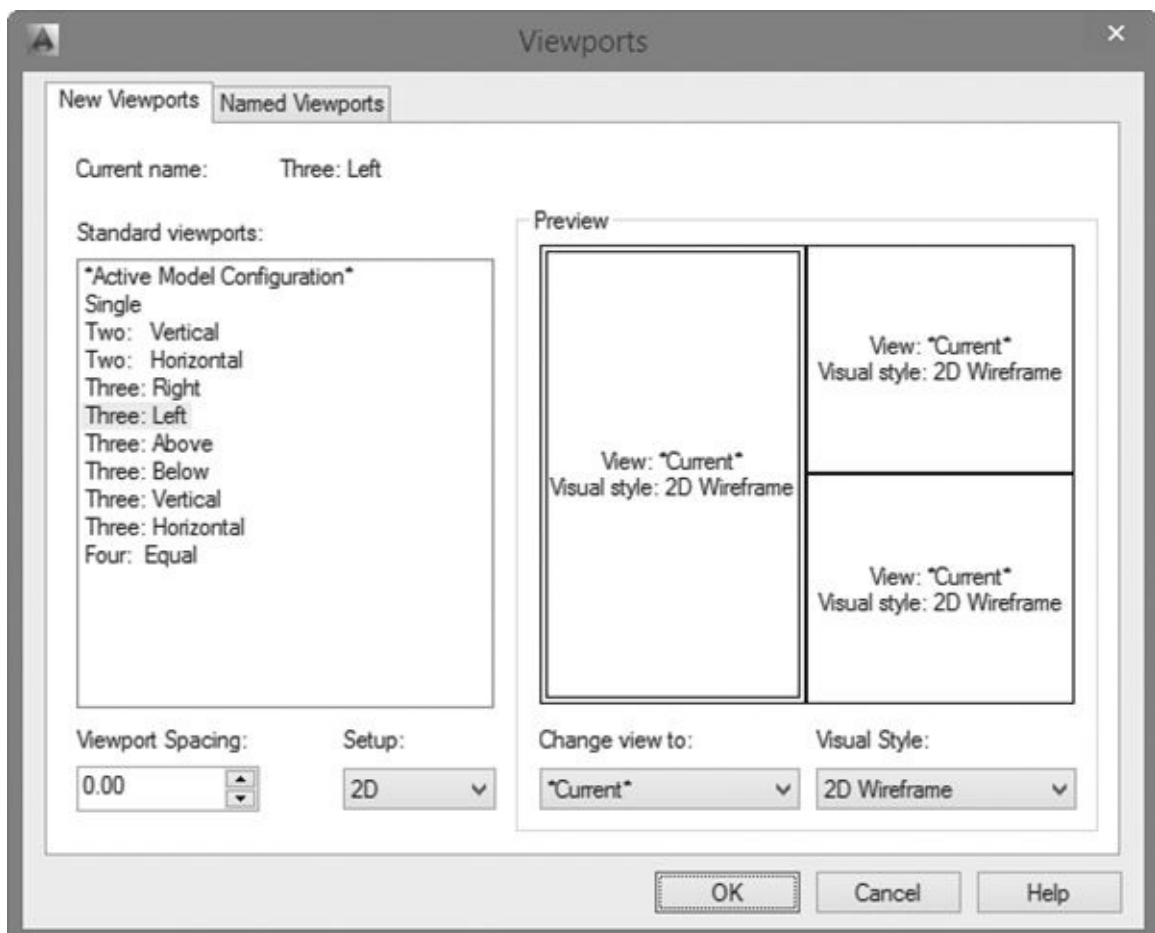 Viewports
New Viewports
Named Viewports
Current name: Three: Left
Standard viewports:
*Active Model Configuration*
Single
Two: Vertical
Two: Horizontal
Three: Right
Three: Left
Three: Above
Three: Below
Three: Vertical
Three: Horizontal
Four: Equal
Viewport Spacing:
0.00
Setup:
2D
Preview
View: *Current*
Visual style: 2D Wireframe
View: *Current*
Visual style: 2D Wireframe
View: *Current*
Visual style: 2D Wireframe
Change view to:
*Current*
Visual Style:
2D Wireframe
OK
Cancel
Help